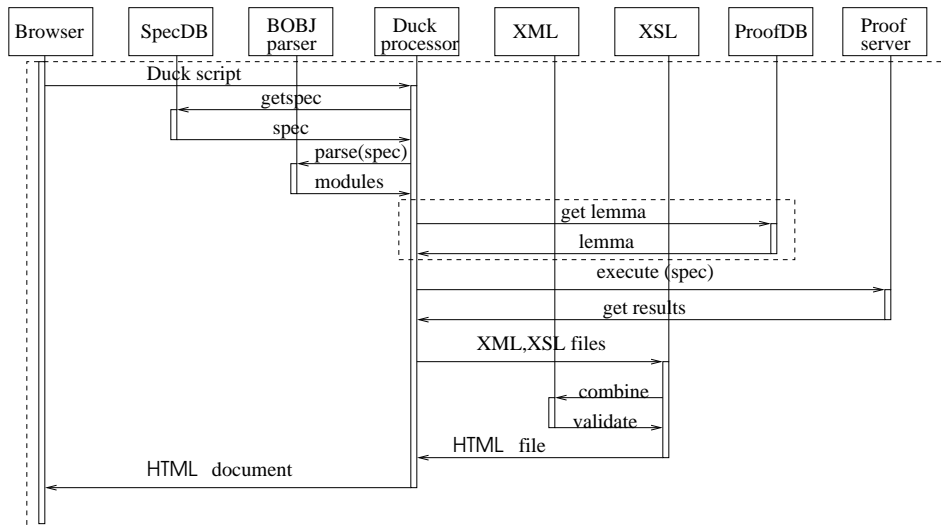 Browser
SpecDB
BOBJ
parser
Duck
processor
XML
XSL
ProofDB
Proof
server
Duck script
getspec
spec
parse(spec)
modules
get lemma
lemma
execute (spec)
get results
XML,XSL files
combine
validate
HTML file
HTML document